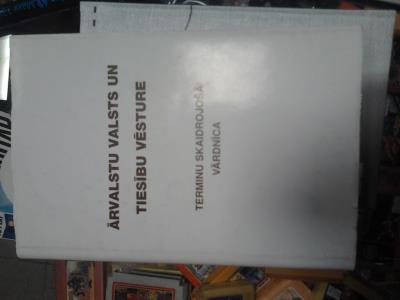 ĀRVALSTU VALSTS UN
TIESĪBU VĒSTURE
TERMINU SKAIDROJOŠĀ
VĀRDNĪCA